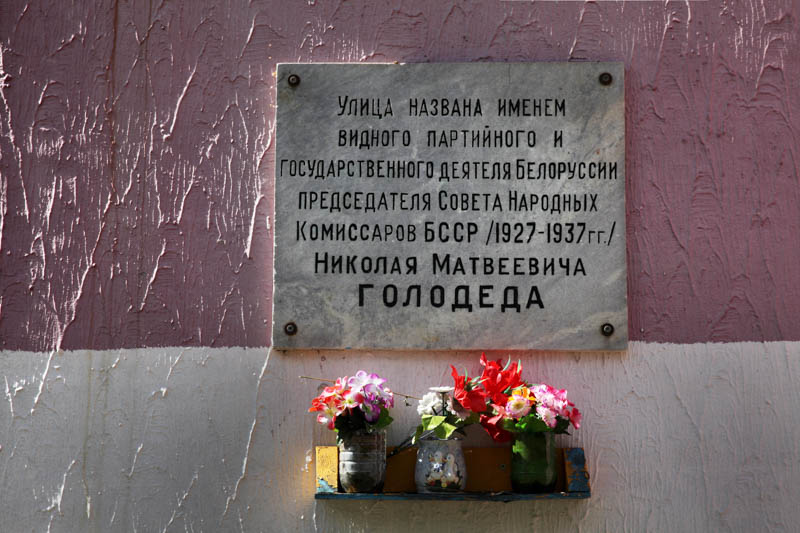 Улица названа именем
видного партийного и
государственного деятеля Белоруссии
председателя Совета Народных
Комиссаров БССР /1927-1937гг./
Николая Матвеевича
ГОЛОДЕДА